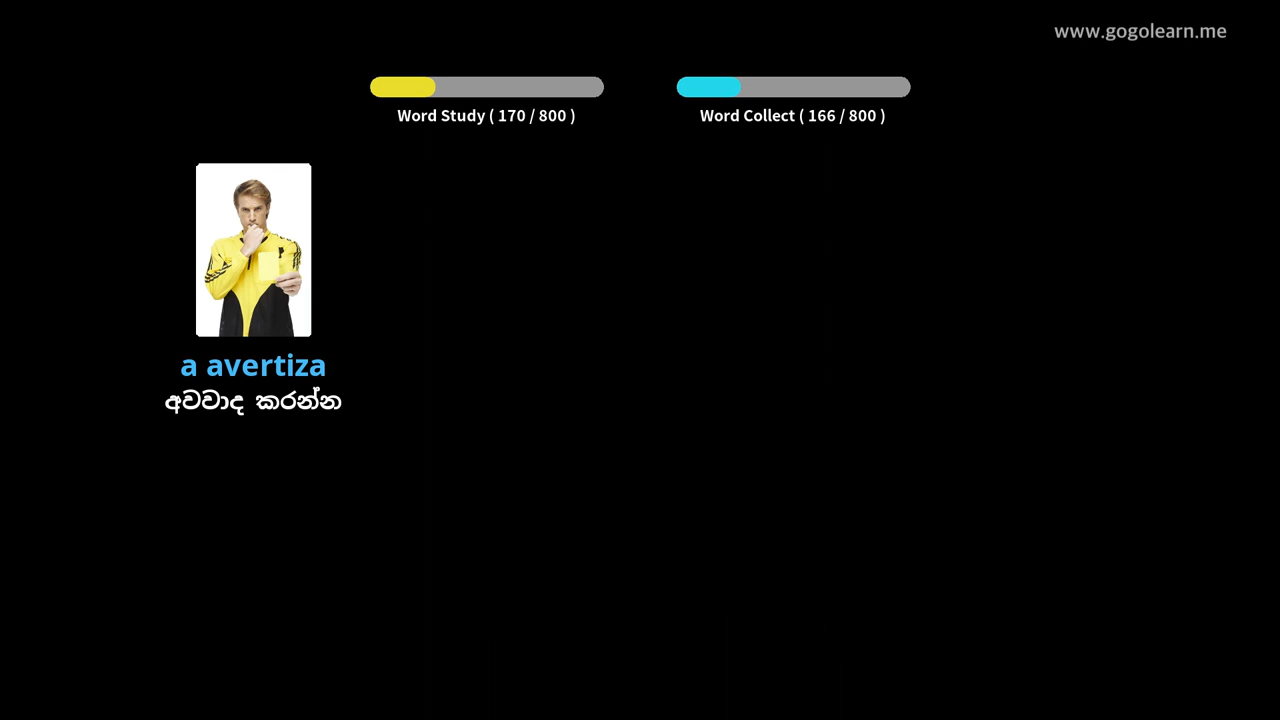 www.gogolearn.me
Word Study ( 170 / 800 )
Word Collect ( 166 / 800 )
a avertiza
අවවාද කරන්න